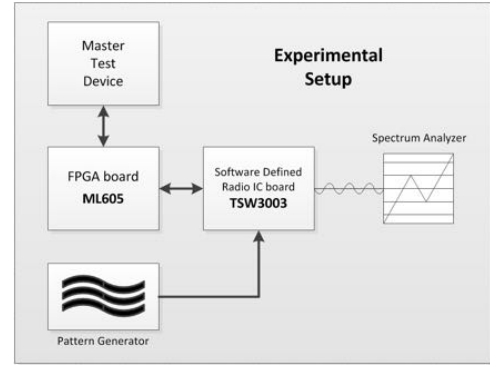 Master
Test
Device
Experimental
Setup
Spectrum Analyzer
FPGA board
ML605
Software Defined
Radio IC board
TSW3003
Pattern Generator